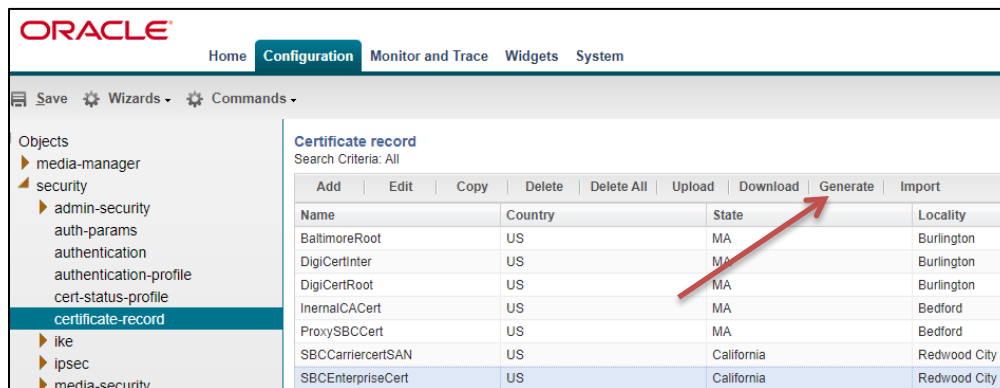 ORACLE®
Home Configuration Monitor and Trace Widgets System
Save Wizards Commands
Objects
media-manager
security
admin-security
auth-params
authentication
authentication-profile
cert-status-profile
certificate-record
ike
ipsec
media-security
Certificate record
Search Criteria: All
Add Edit Copy Delete Delete All Upload Download Generate Import
Name Country State Locality
BaltimoreRoot US MA Burlington
DigiCertInter US MA Burlington
DigiCertRoot US MA Burlington
InernalCACert US MA Bedford
ProxySBCCert US MA Bedford
SBCCarriercertSAN US California Redwood City
SBCEnterpriseCert US California Redwood City